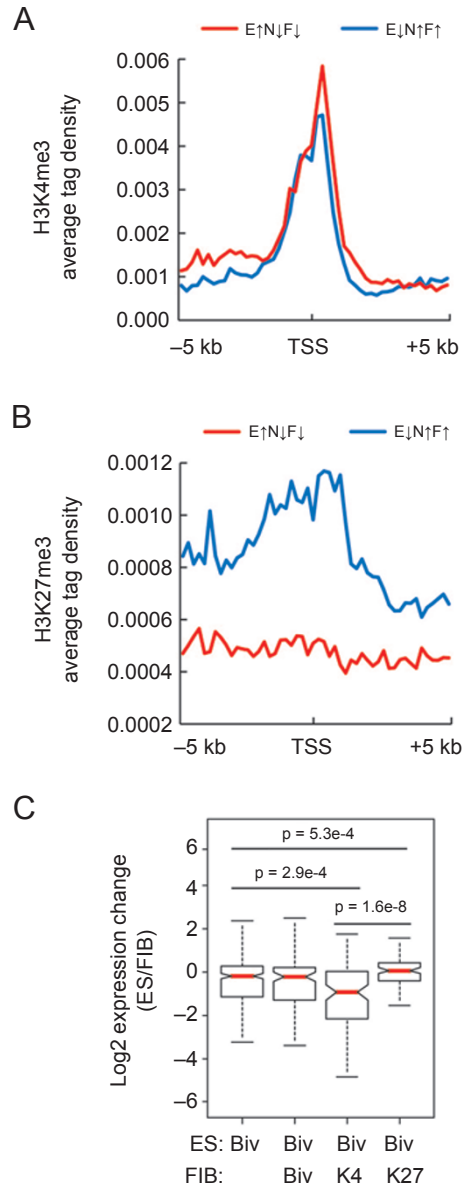 A
E↑N↓F↓ E↓N↑F↑
H3K4me3
average tag density
0.006
0.005
0.004
0.003
0.002
0.001
0.000
–5 kb TSS +5 kb
B
E↑N↓F↓ E↓N↑F↑
H3K27me3
average tag density
0.0012
0.0010
0.0008
0.0006
0.0004
0.0002
–5 kb TSS +5 kb
C
Log2 expression change
(ES/FIB)
6
4
2
0
–2
–4
–6
p = 5.3e-4
p = 2.9e-4
p = 1.6e-8
ES: Biv Biv Biv Biv
FIB: Biv K4 K27